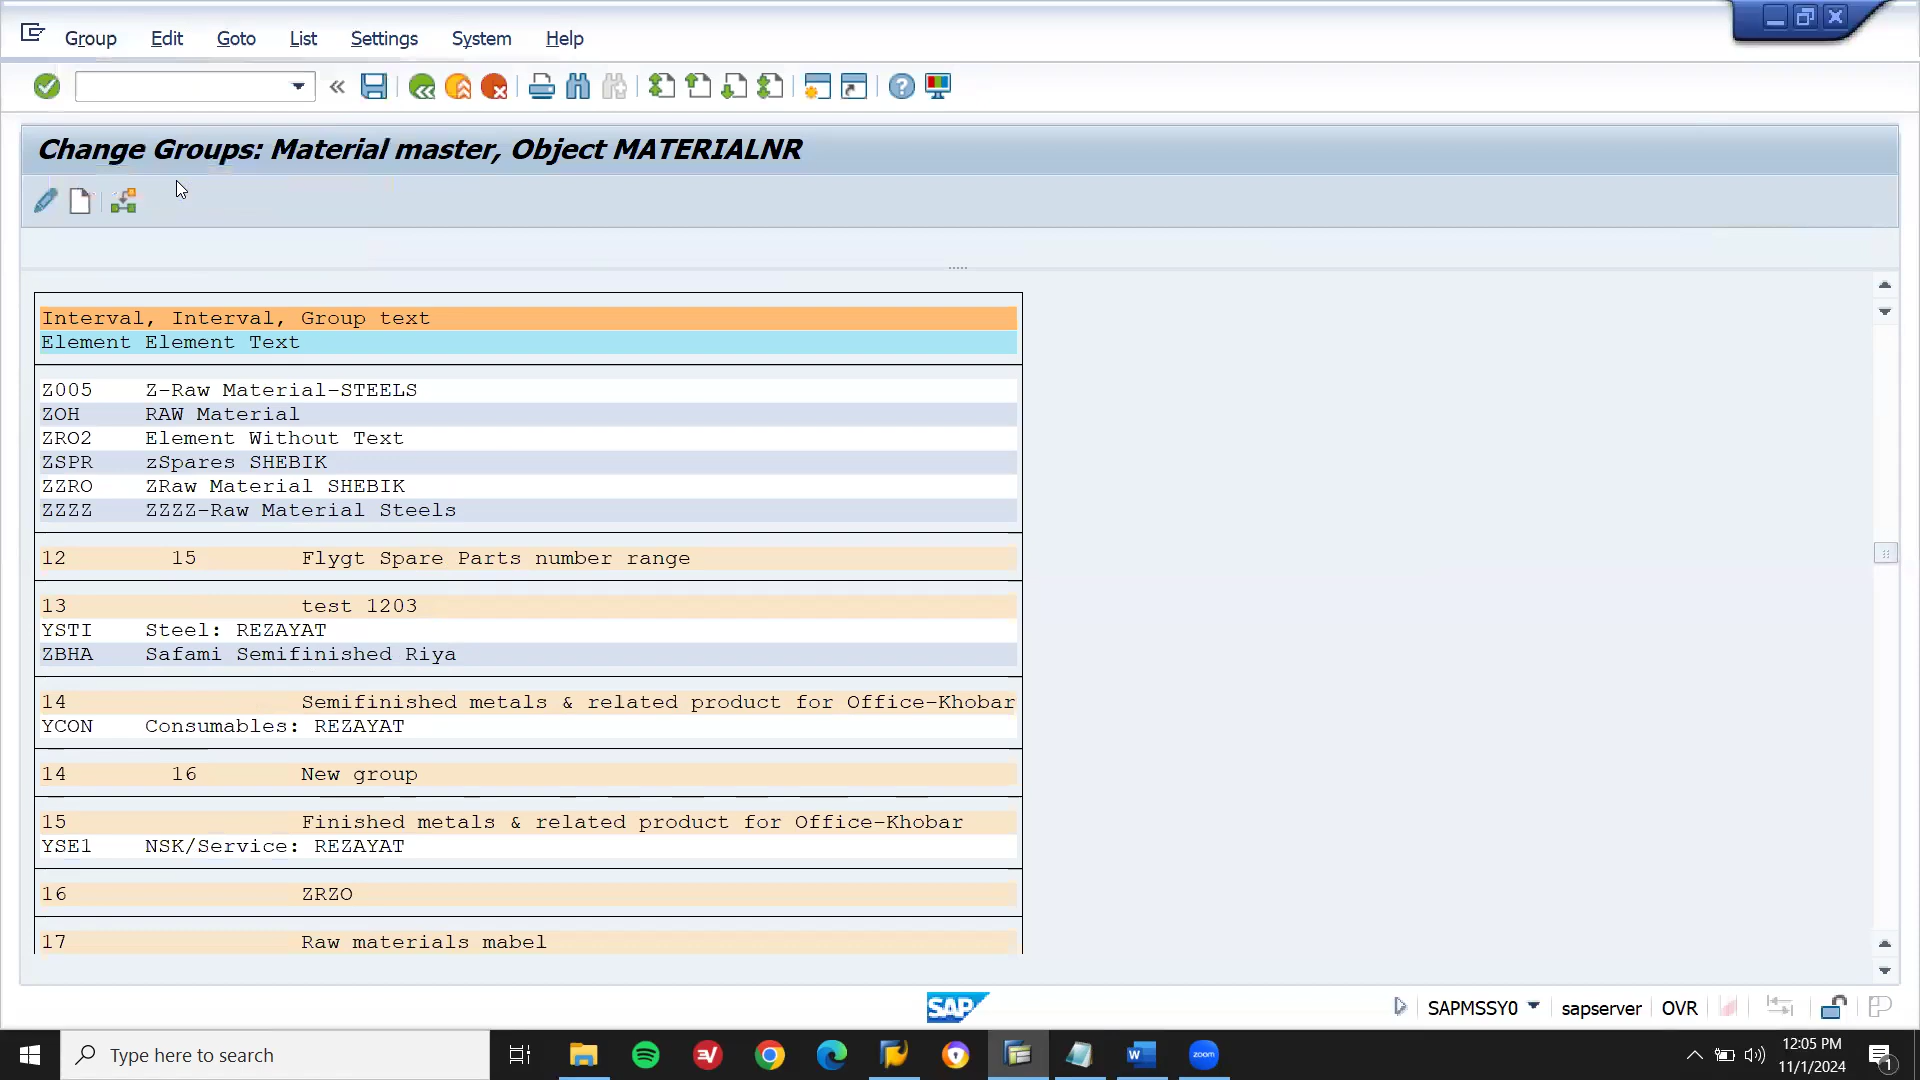 Group Edit Goto List Settings System Help
Change Groups: Material master, Object MATERIALNR
Interval, Interval, Group text
Element Element Text
Z005 Z-Raw Material-STEELS
ZOH RAW Material
ZRO2 Element Without Text
ZSPR zSpares SHEBIK
ZZRO ZRaw Material SHEBIK
ZZZZ ZZZZ-Raw Material Steels
12 15 Flygt Spare Parts number range
13 test 1203
YSTI Steel: REZAYAT
ZBHA Safami Semifinished Riya
14 Semifinished metals & related product for Office-Khobar
YCON Consumables: REZAYAT
14 16 New group
15 Finished metals & related product for Office-Khobar
YSE1 NSK/Service: REZAYAT
16 ZRZO
17 Raw materials mabel
SAP
SAPMSSY0 sapserver OVR
Type here to search
zoom
12:05 PM
11/1/2024
1